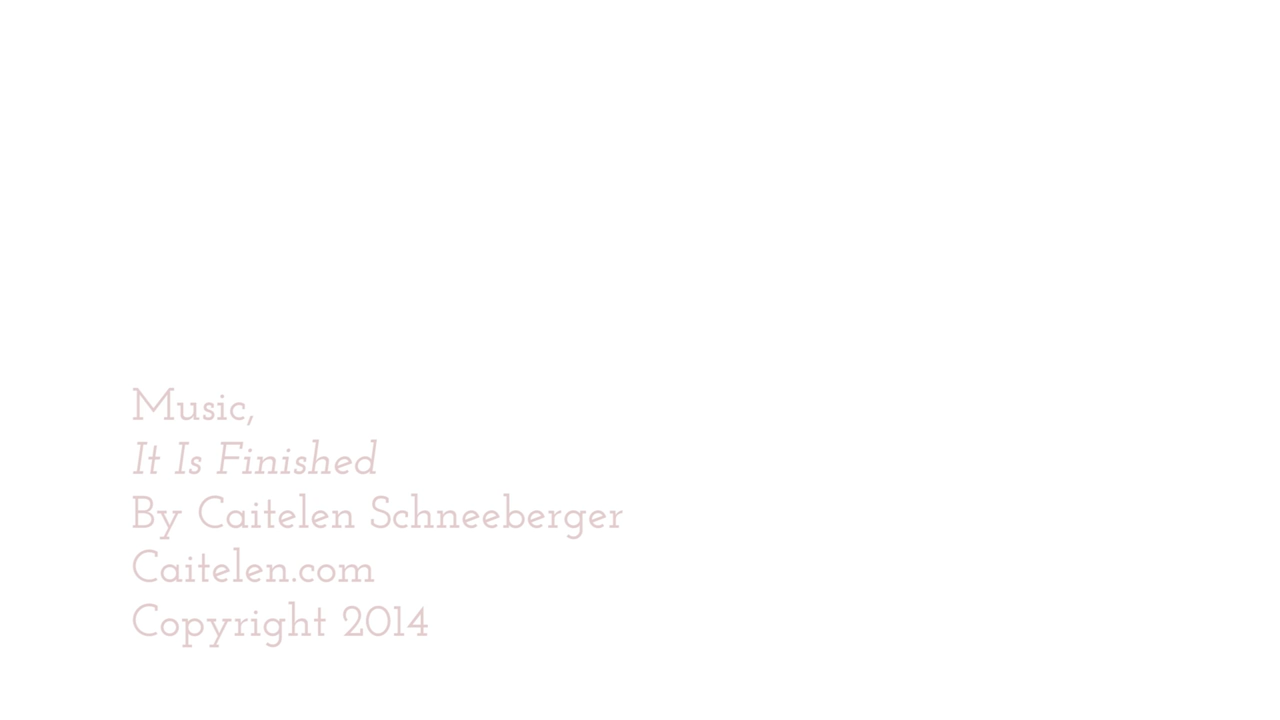 Music,
It Is Finished
By Caitelen Schneeberger
Caitelen.com
Copyright 2014